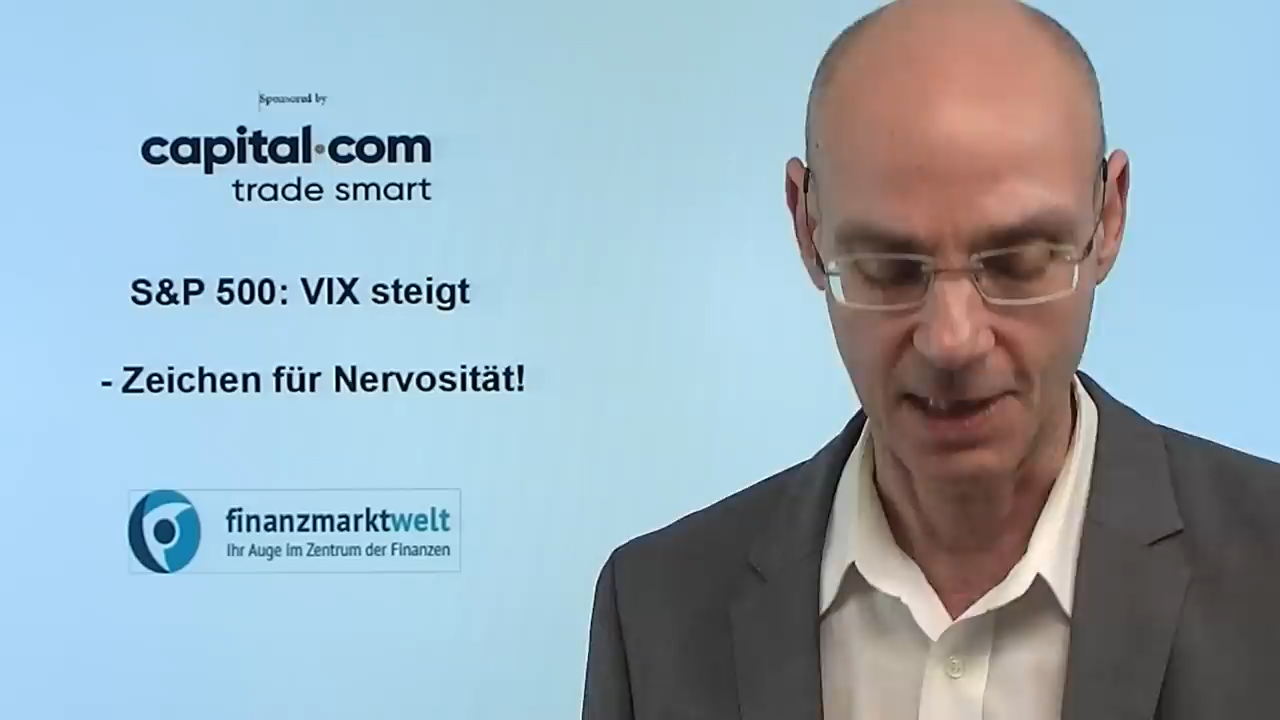 Sponsored by
capital.com
trade smart
S&P 500: VIX steigt
- Zeichen für Nervosität!
finanzmarktwelt
Ihr Auge im Zentrum der Finanzen